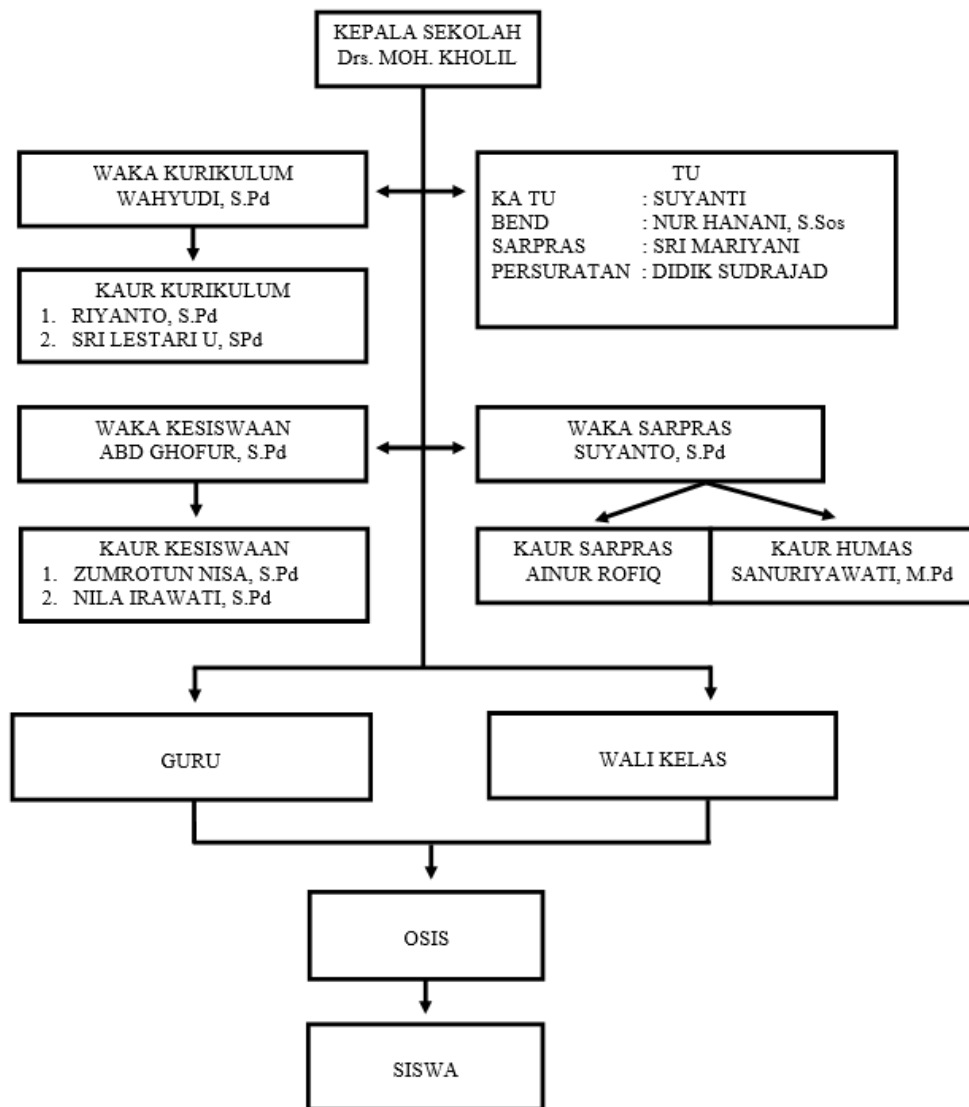 KEPALA SEKOLAH
Drs. MOH. KHOLIL
WAKA KURIKULUM
WAHYUDI, S.Pd
TU
KA TU : SUYANTI
BEND : NUR HANANI, S.Sos
SARPRAS : SRI MARIYANI
PERSURATAN : DIDIK SUDRAJAD
KAUR KURIKULUM
1. RIYANTO, S.Pd
2. SRI LESTARI U, SPd
WAKA KESISWAAN
ABD GHOFUR, S.Pd
WAKA SARPRAS
SUYANTO, S.Pd
KAUR KESISWAAN
1. ZUMROTUN NISA, S.Pd
2. NILA IRAWATI, S.Pd
KAUR SARPRAS
AINUR ROFIQ
KAUR HUMAS
SANURIYAWATI, M.Pd
GURU
WALI KELAS
OSIS
SISWA